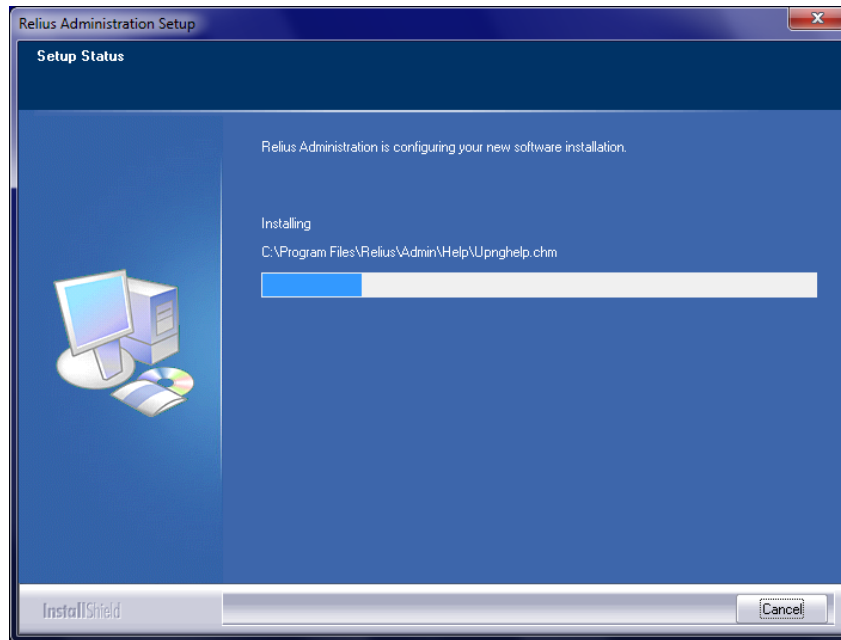 Relius Administration Setup
Setup Status
Relius Administration is configuring your new software installation.
Installing
C:\Program Files\Relius\Admin\Help\Upnghelp.chm
InstallShield
Cancel